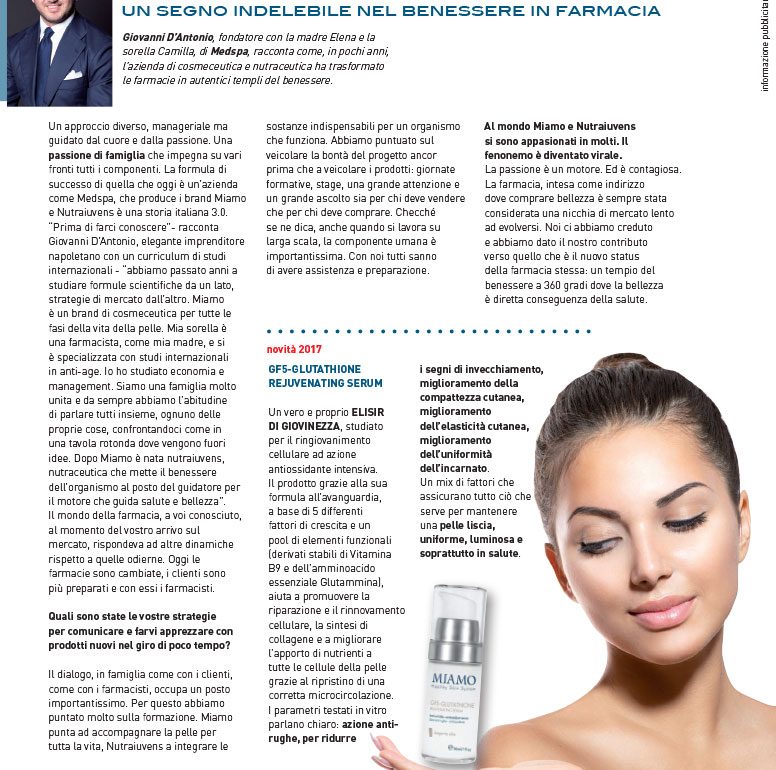 UN SEGNO INDELEBILE NEL BENESSERE IN FARMACIA
Giovanni D'Antonio, fondatore con la madre Elena e la
sorella Camilla, di Medspa, racconta come, in pochi anni,
l'azienda di cosmeceutica e nutraceutica ha trasformato
le farmacie in autentici templi del benessere.
informazione pubblicita
Un approccio diverso, manageriale ma
guidato dal cuore e dalla passione. Una
passione di famiglia che impegna su vari
fronti tutti i componenti. La formula di
successo di quella che oggi è un'azienda
come Medspa, che produce i brand Miamo
e Nutraiuvens è una storia italiana 3.0.
"Prima di farci conoscere"- racconta
Giovanni D'Antonio, elegante imprenditore
napoletano con un curriculum di studi
internazionali - "abbiamo passato anni a
studiare formule scientifiche da un lato,
strategie di mercato dall'altro. Miamo
è un brand di cosmeceutica per tutte le
fasi della vita della pelle. Mia sorella è
una farmacista, come mia madre, e si
è specializzata con studi internazionali
in anti-age. Io ho studiato economia e
management. Siamo una famiglia molto
unita e da sempre abbiamo l'abitudine
di parlare tutti insieme, ognuno delle
proprie cose, confrontandoci come in
una tavola rotonda dove vengono fuori
idee. Dopo Miamo è nata nutraiuvens,
nutraceutica che mette il benessere
dell'organismo al posto del guidatore per
il motore che guida salute e bellezza".
Il mondo della farmacia, a voi conosciuto,
al momento del vostro arrivo sul
mercato, rispondeva ad altre dinamiche
rispetto a quelle odierne. Oggi le
farmacie sono cambiate, i clienti sono
più preparati e con essi i farmacisti.
Quali sono state le vostre strategie
per comunicare e farvi apprezzare con
prodotti nuovi nel giro di poco tempo?
Il dialogo, in famiglia come con i clienti,
come con i farmacisti, occupa un posto
importantissimo. Per questo abbiamo
puntato molto sulla formazione. Miamo
punta ad accompagnare la pelle per
tutta la vita, Nutraiuvens a integrare le
sostanze indispensabili per un organismo
che funziona. Abbiamo puntato sul
veicolare la bontà del progetto ancor
prima che a veicolare i prodotti: giornate
formative, stage, una grande attenzione e
un grande ascolto sia per chi deve vendere
che per chi deve comprare. Checché
se ne dica, anche quando si lavora su
larga scala, la componente umana è
importantissima. Con noi tutti sanno
di avere assistenza e preparazione.
Al mondo Miamo e Nutraiuvens
si sono appasionati in molti. Il
fenonemo è diventato virale.
La passione è un motore. Ed è contagiosa.
La farmacia, intesa come indirizzo
dove comprare bellezza è sempre stata
considerata una nicchia di mercato lento
ad evolversi. Noi ci abbiamo creduto
e abbiamo dato il nostro contributo
verso quello che è il nuovo status
della farmacia stessa: un tempio del
benessere a 360 gradi dove la bellezza
è diretta conseguenza della salute.
novità 2017
GF5-GLUTATHIONE
REJUVENATING SERUM
Un vero e proprio ELISIR
DI GIOVINEZZA, studiato
per il ringiovanimento
cellulare ad azione
antiossidante intensiva.
Il prodotto grazie alla sua
formula all'avanguardia,
a base di 5 differenti
fattori di crescita e un
pool di elementi funzionali
(derivati stabili di Vitamina
B9 e dell'amminoacido
essenziale Glutammina),
aiuta a promuovere la
riparazione e il rinnovamento
cellulare, la sintesi di
collagene e a migliorare
l'apporto di nutrienti a
tutte le cellule della pelle
grazie al ripristino di una
corretta microcircolazione.
I parametri testati in vitro
parlano chiaro: azione anti-
rughe, per ridurre
i segni di invecchiamento,
miglioramento della
compattezza cutanea,
miglioramento
dell'elasticità cutanea,
miglioramento
dell'uniformità
dell'incarnato.
Un mix di fattori che
assicurano tutto ciò che
serve per mantenere
una pelle liscia,
uniforme, luminosa e
soprattutto in salute.
MIAMO
Healthy Skin System
GF5-GLUTATHIONE
REJUVENATING SERUM